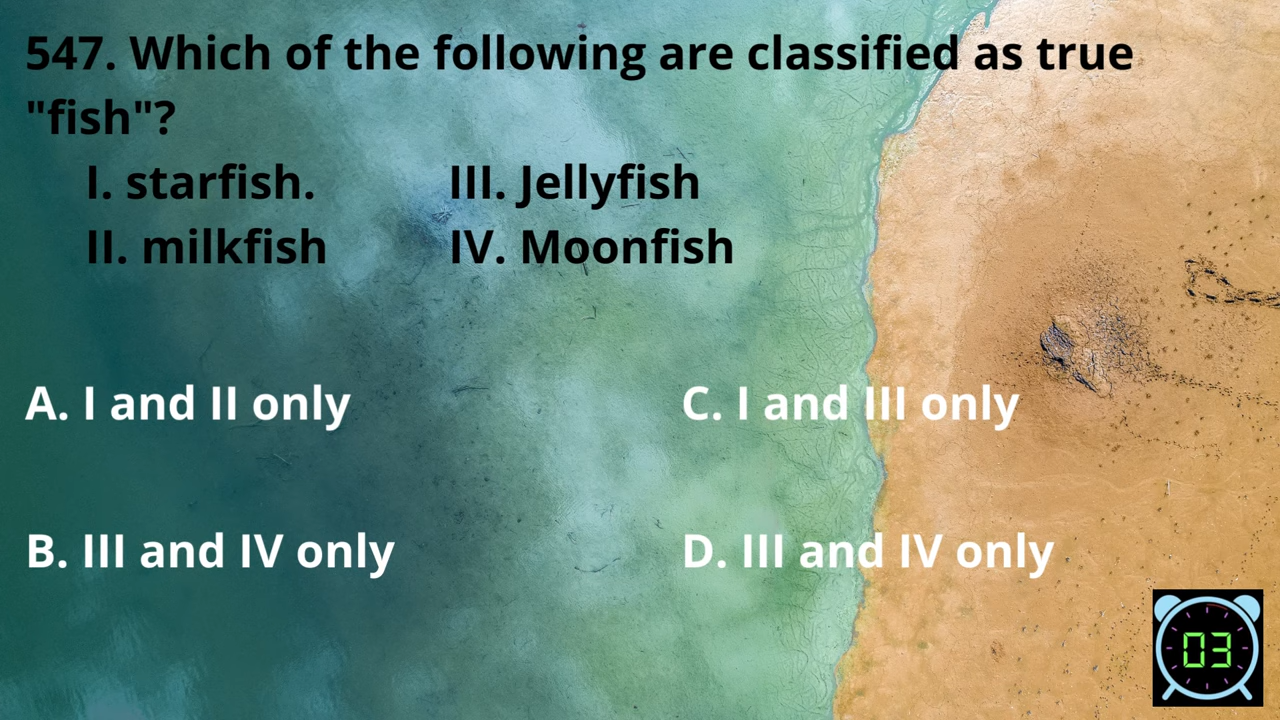 547. Which of the following are classified as true
"fish"?
I. starfish. III. Jellyfish
II. milkfish IV. Moonfish
A. I and II only C. I and III only
B. III and IV only D. III and IV only
03